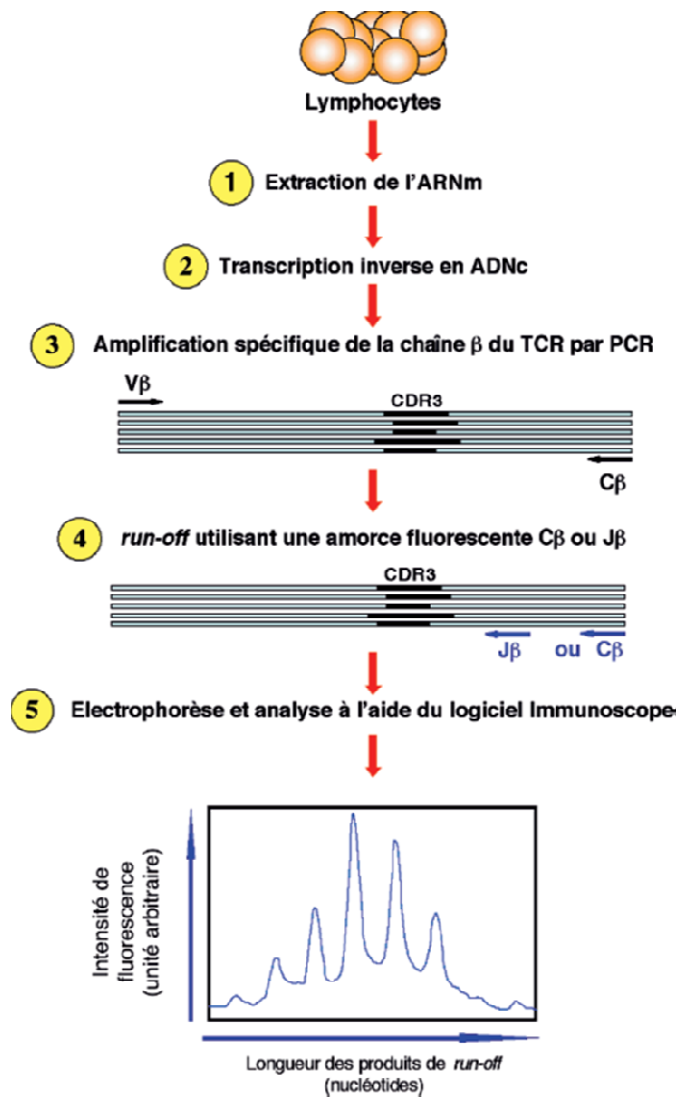 Lymphocytes
1 Extraction de l'ARNm
2 Transcription inverse en ADNc
3 Amplification spécifique de la chaîne β du TCR par PCR
Vβ
CDR3
Cβ
4 run-off utilisant une amorce fluorescente Cβ ou Jβ
CDR3
Jβ ou Cβ
5 Electrophorèse et analyse à l'aide du logiciel Immunoscope
Intensité de
fluorescence
(unité arbitraire)
Longueur des produits de run-off
(nucléotides)